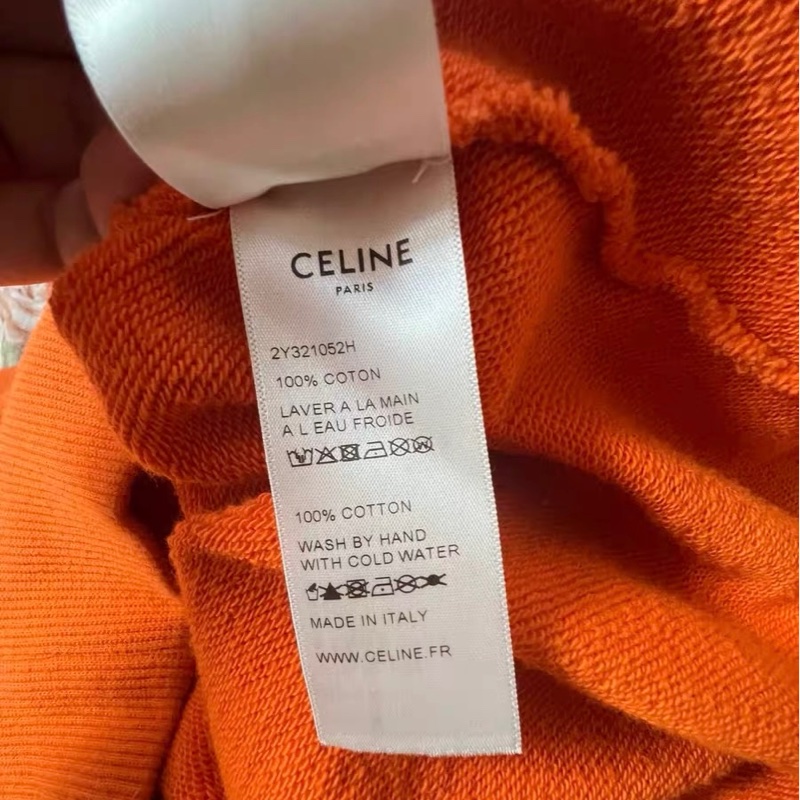 CELINE
PARIS
2Y321052H
100% COTON
LAVER A LA MAIN
A L EAU FROIDE
100% COTTON
WASH BY HAND
WITH COLD WATER
MADE IN ITALY
WWW.CELINE.FR